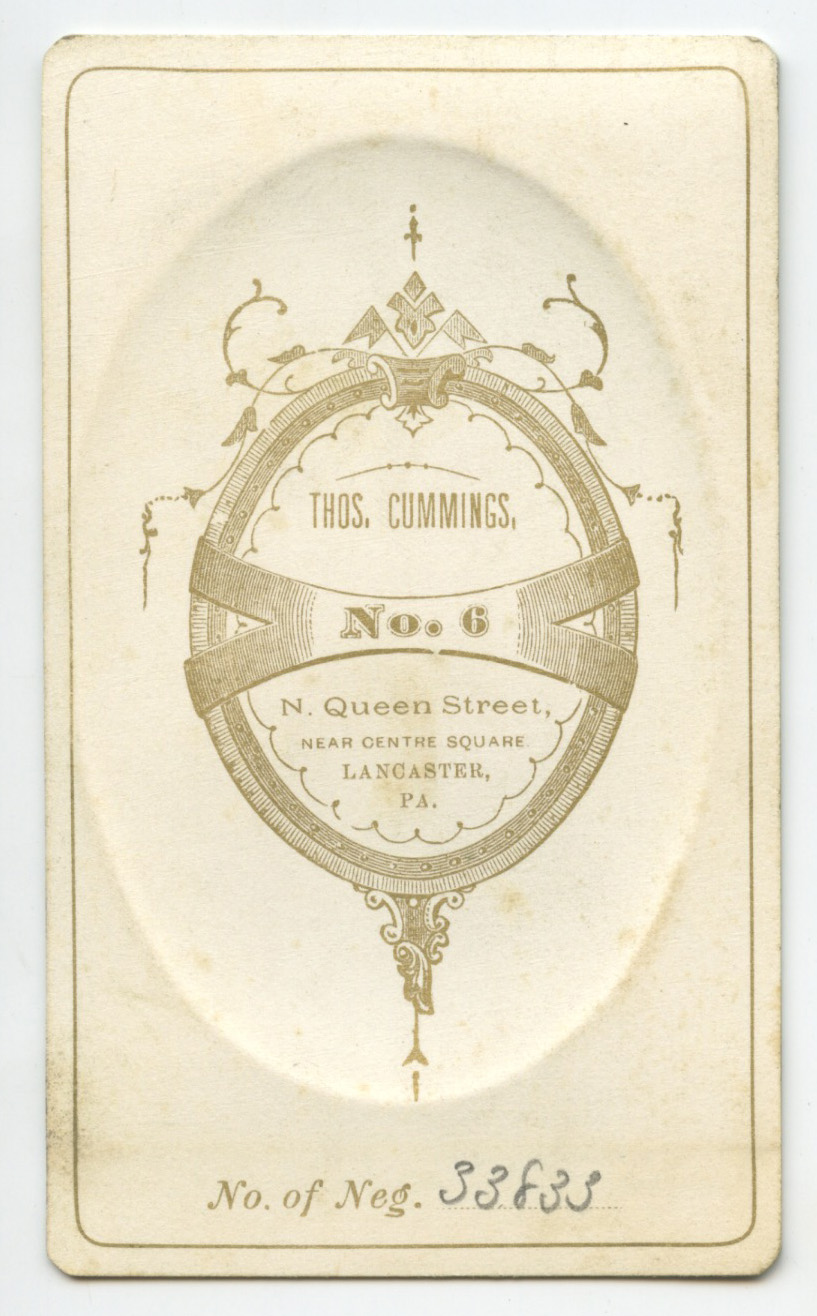 THOS. CUMMINGS,
No. 6
N. Queen Street,
NEAR CENTRE SQUARE
LANCASTER,
PA.
No. of Neg. 33833